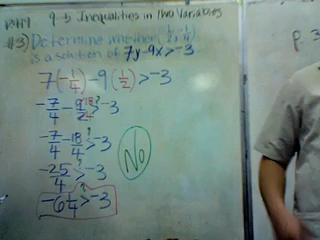 9-5 Inequalities in Two Variables
#3) Determine whether (1/2, -1/4)
is a solution of 7y-9x>-3
7(-1/4)-9(1/2)>-3
-7/4-9/2>-3
-7/4-18/4>-3
?
-25/4>-3
?
-6 1/4>-3
No
p. 3